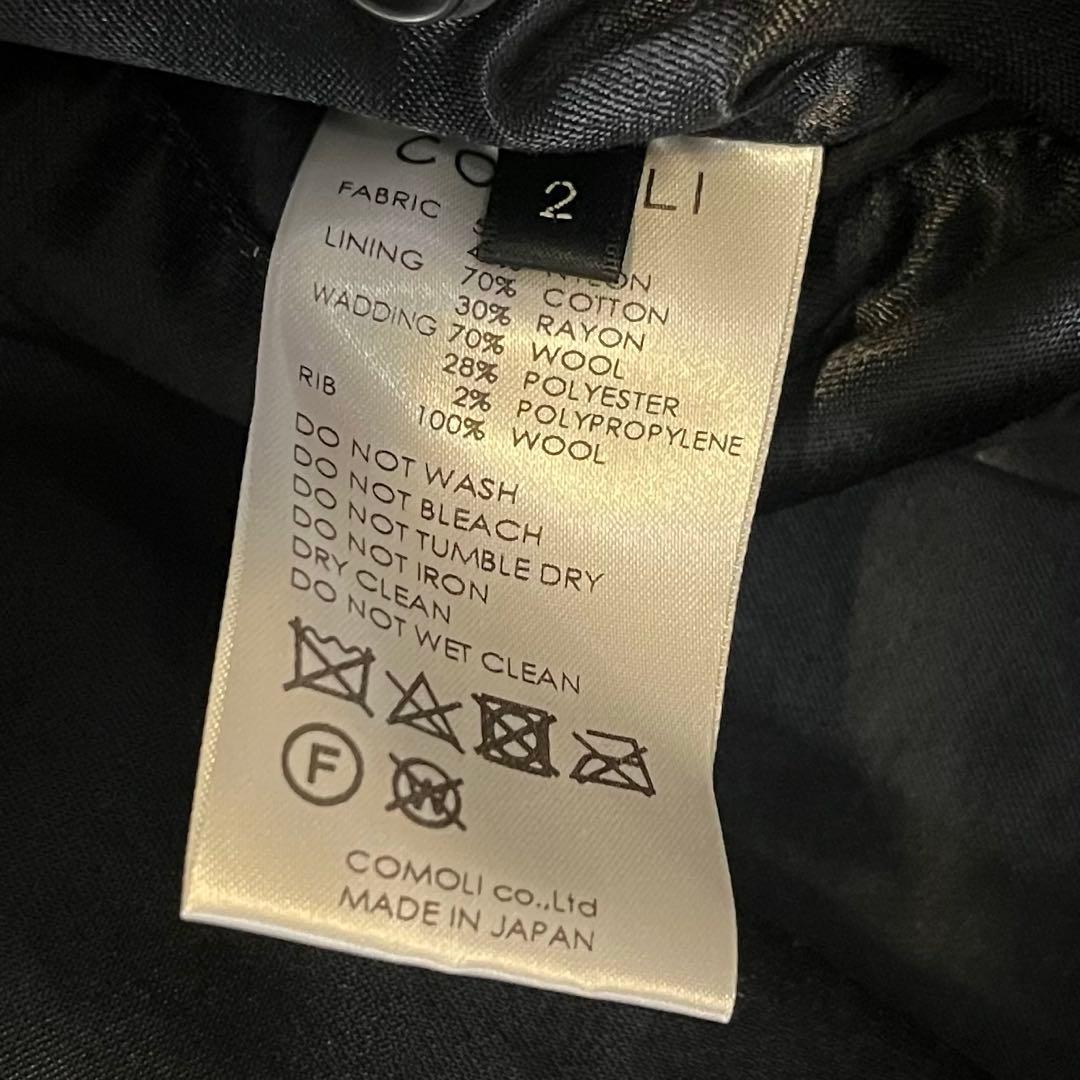 CO LI
2
FABRIC
LINING 70% COTTON
30% RAYON
WADDING 70% WOOL
28% POLYESTER
2% POLYPROPYLENE
RIB 100% WOOL
DO NOT WASH
DO NOT BLEACH
DO NOT TUMBLE DRY
DO NOT IRON
DRY CLEAN
DO NOT WET CLEAN
F W
COMOLI co.,Ltd
MADE IN JAPAN